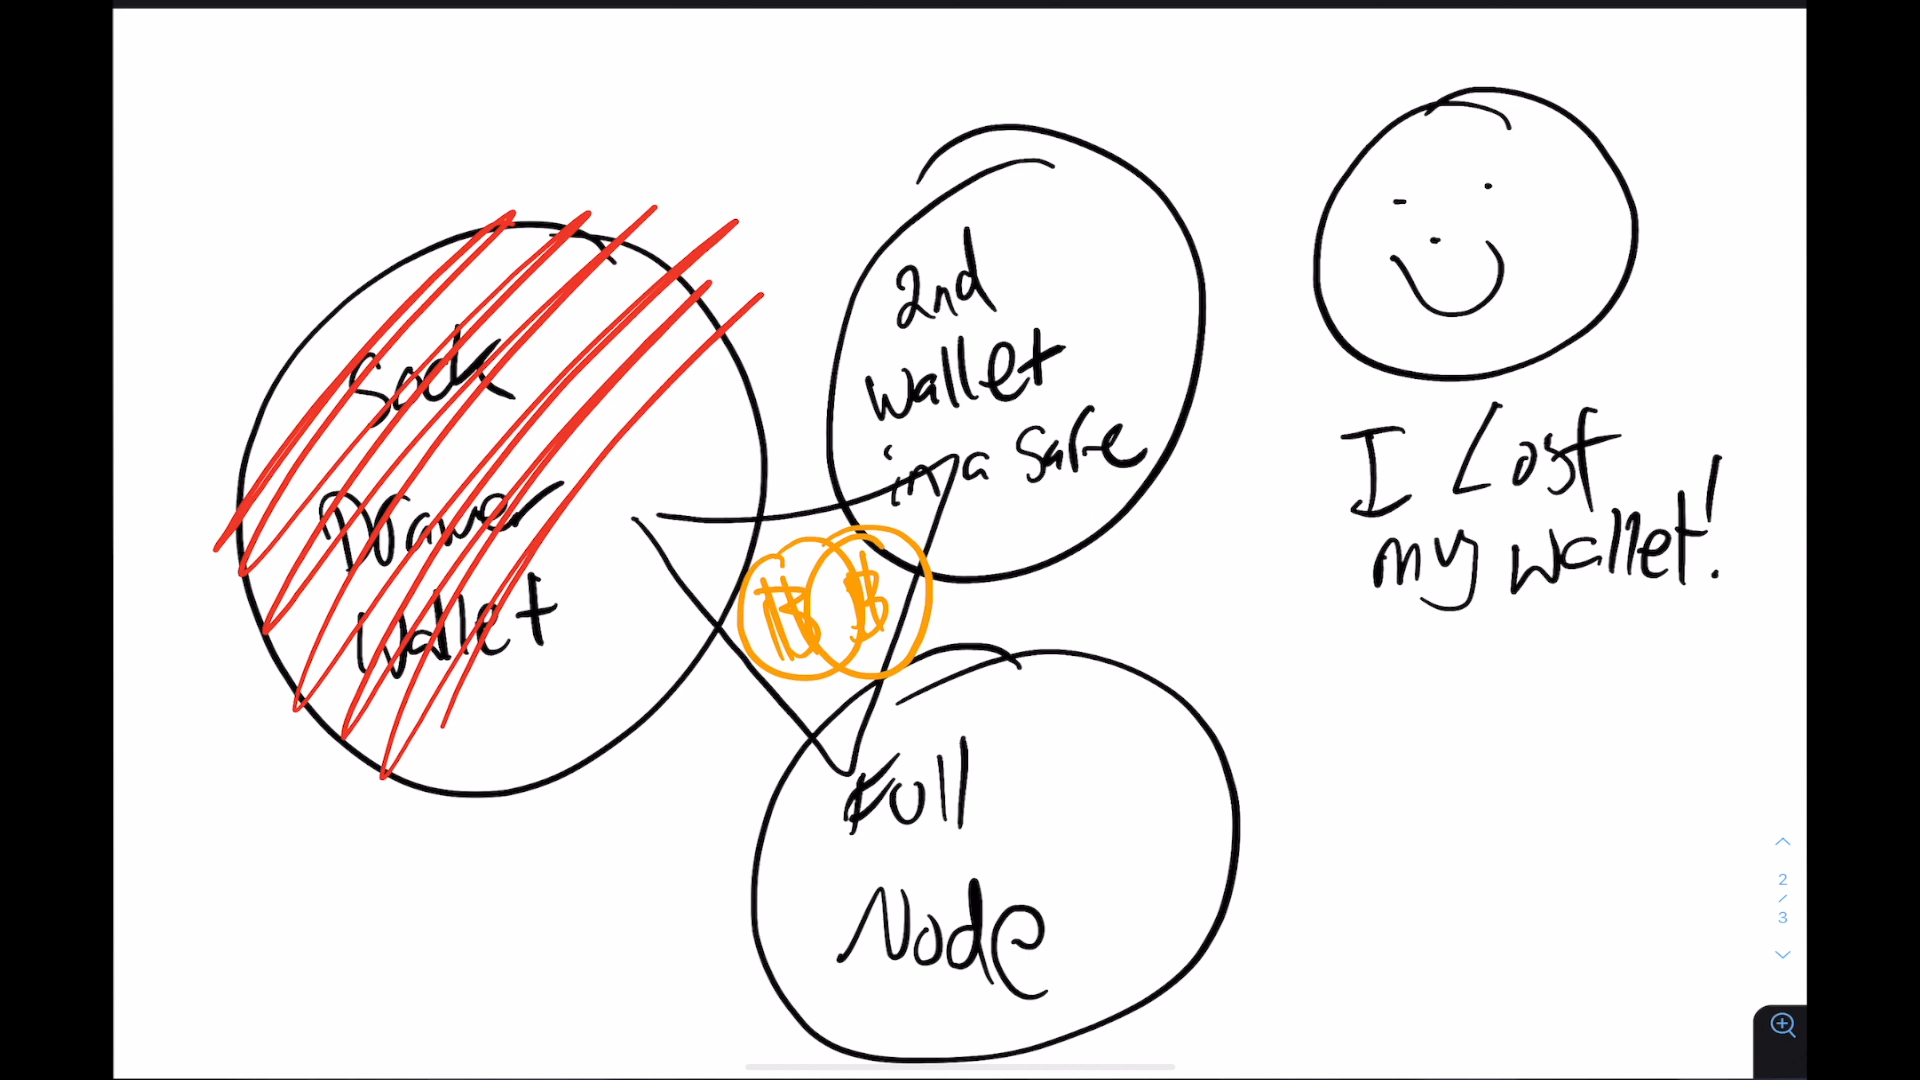 Sock
Drawer
Wallet
2nd
wallet
in a safe
₿ ₿
Full
Node
I Lost
my wallet!
2
/
3